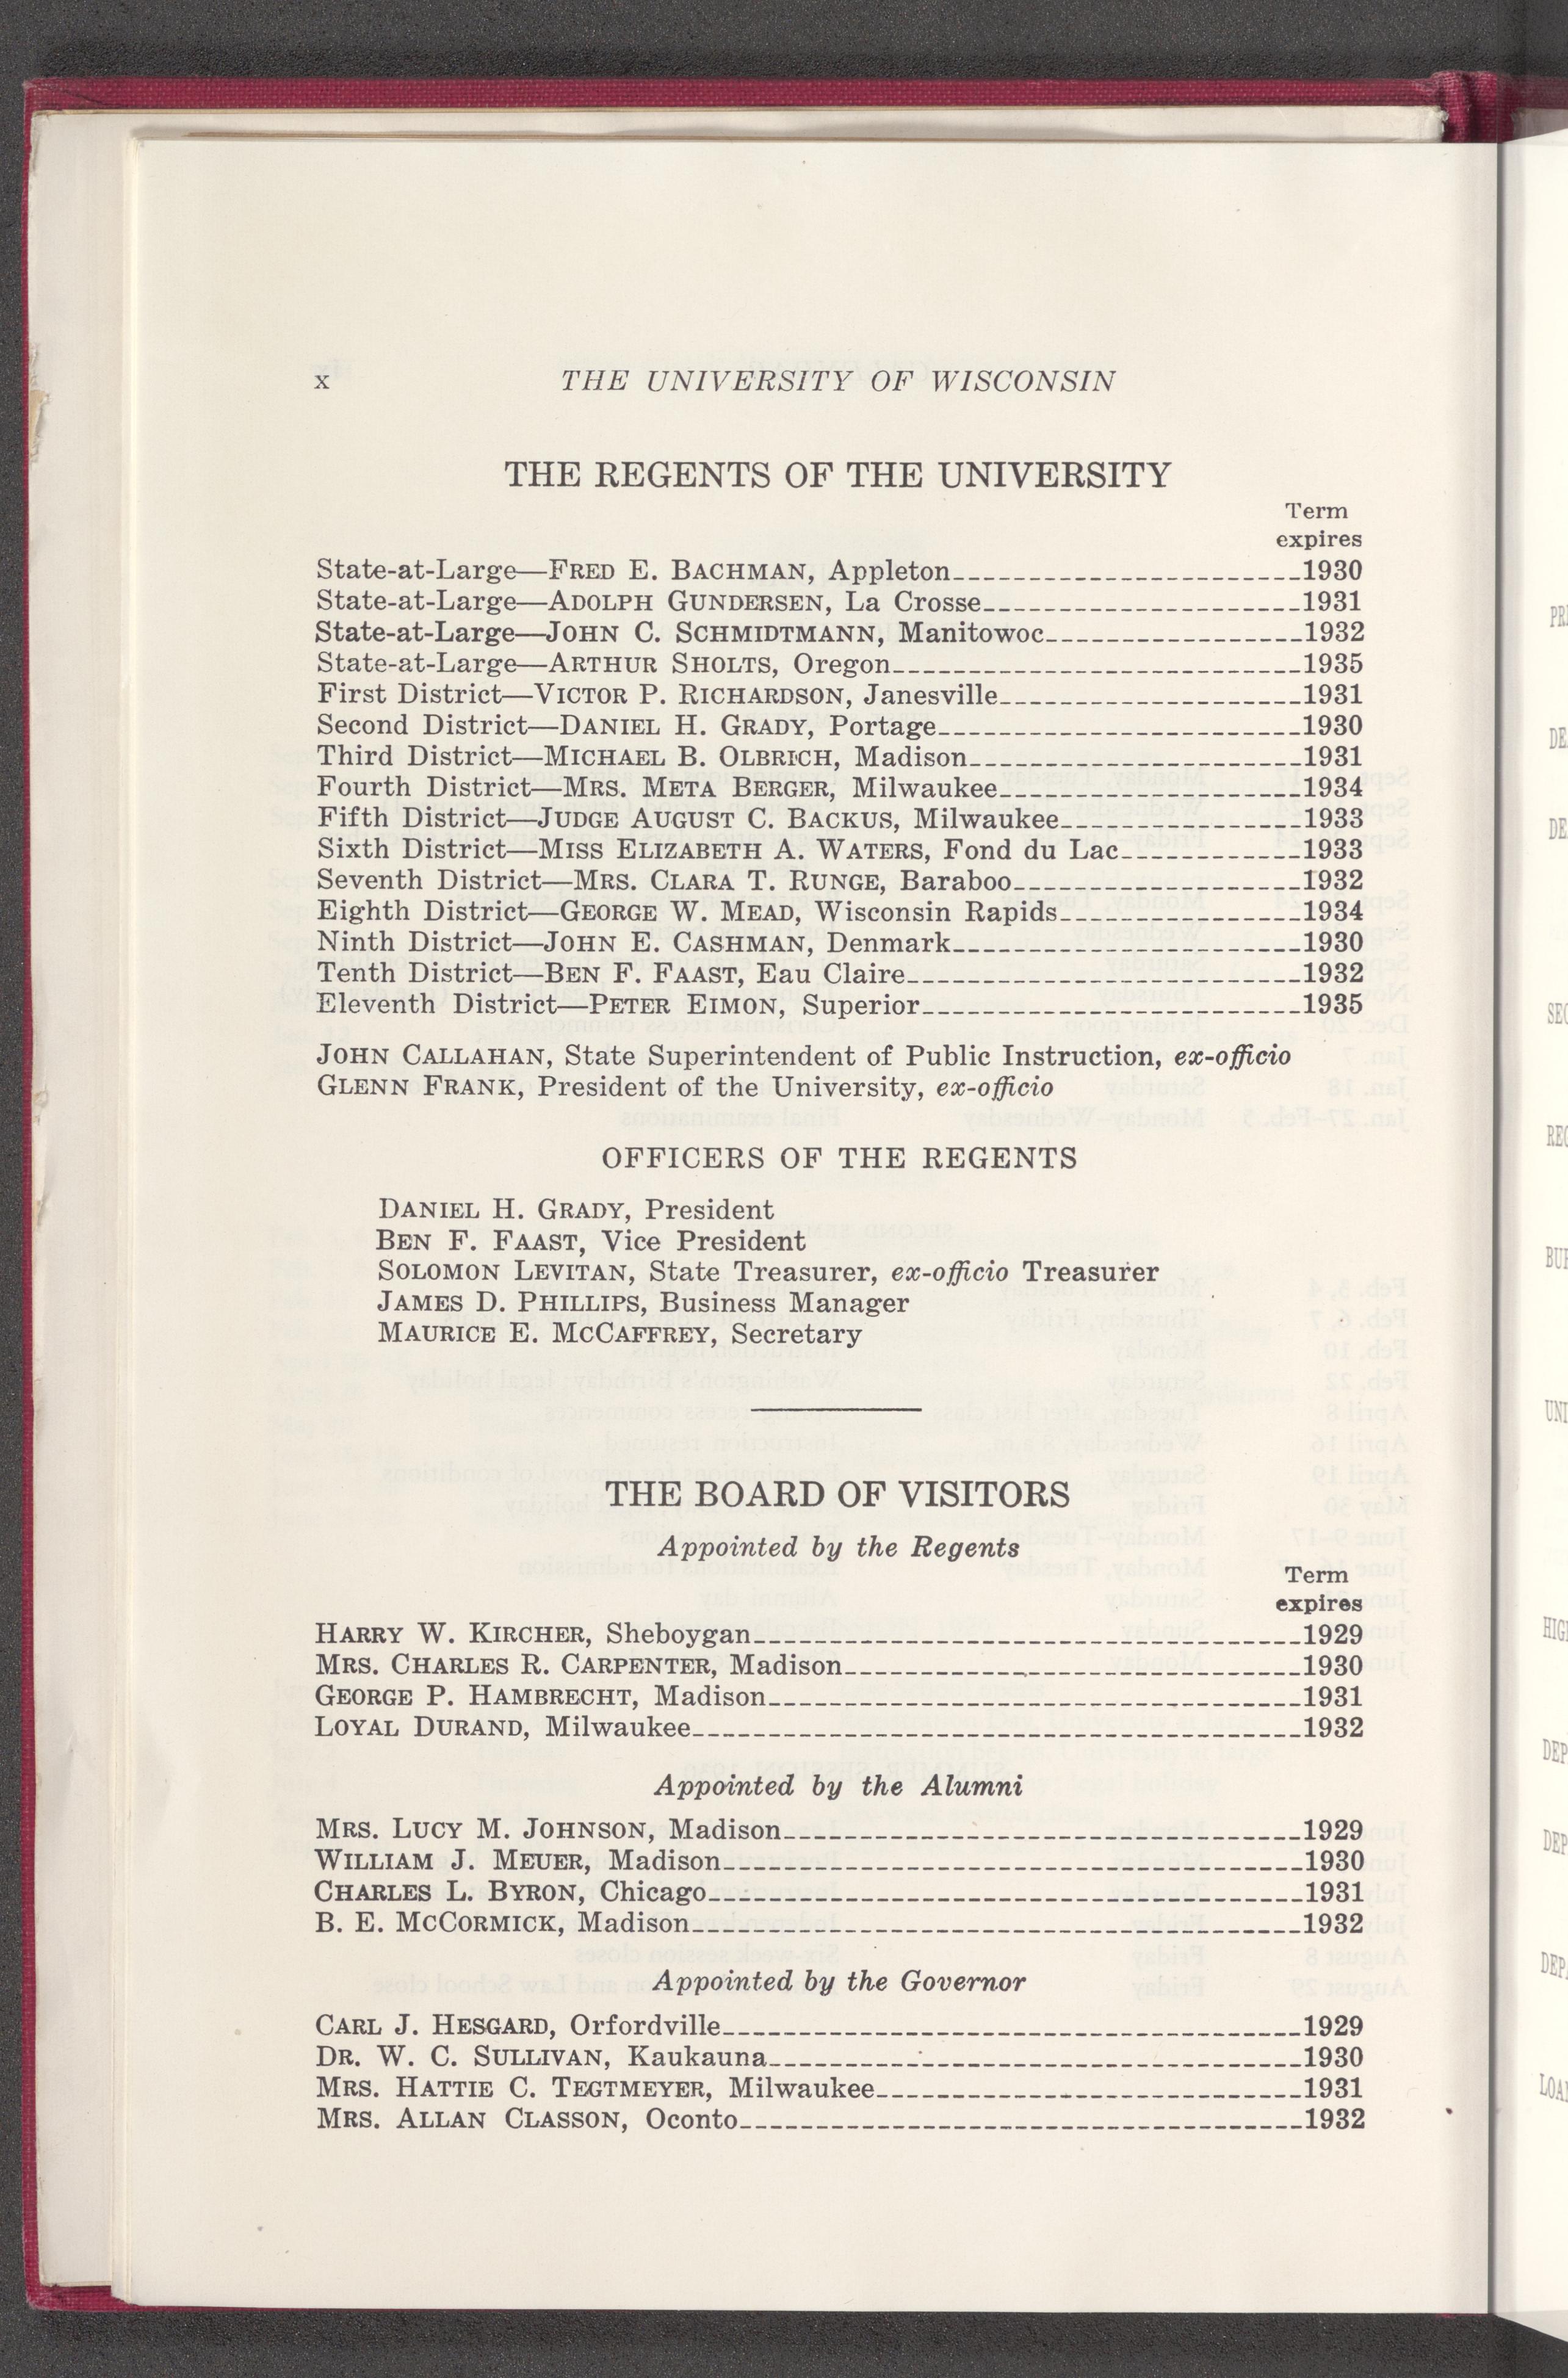 x THE UNIVERSITY OF WISCONSIN
THE REGENTS OF THE UNIVERSITY
Term
expires
State-at-Large—FRED E. BACHMAN, Appleton 1930
State-at-Large—ADOLPH GUNDERSEN, La Crosse 1931
State-at-Large—JOHN C. SCHMIDTMANN, Manitowoc 1932
State-at-Large—ARTHUR SHOLTS, Oregon 1935
First District—VICTOR P. RICHARDSON, Janesville 1931
Second District—DANIEL H. GRADY, Portage 1930
Third District—MICHAEL B. OLBRICH, Madison 1931
Fourth District—MRS. META BERGER, Milwaukee 1934
Fifth District—JUDGE AUGUST C. BACKUS, Milwaukee 1933
Sixth District—MISS ELIZABETH A. WATERS, Fond du Lac 1933
Seventh District—MRS. CLARA T. RUNGE, Baraboo 1932
Eighth District—GEORGE W. MEAD, Wisconsin Rapids 1934
Ninth District—JOHN E. CASHMAN, Denmark 1930
Tenth District—BEN F. FAAST, Eau Claire 1932
Eleventh District—PETER EIMON, Superior 1935
JOHN CALLAHAN, State Superintendent of Public Instruction, ex-officio
GLENN FRANK, President of the University, ex-officio
OFFICERS OF THE REGENTS
DANIEL H. GRADY, President
BEN F. FAAST, Vice President
SOLOMON LEVITAN, State Treasurer, ex-officio Treasurer
JAMES D. PHILLIPS, Business Manager
MAURICE E. MCCAFFREY, Secretary
THE BOARD OF VISITORS
Appointed by the Regents
Term
expires
HARRY W. KIRCHER, Sheboygan 1929
MRS. CHARLES R. CARPENTER, Madison 1930
GEORGE P. HAMBRECHT, Madison 1931
LOYAL DURAND, Milwaukee 1932
Appointed by the Alumni
MRS. LUCY M. JOHNSON, Madison 1929
WILLIAM J. MEUER, Madison 1930
CHARLES L. BYRON, Chicago 1931
B. E. MCCORMICK, Madison 1932
Appointed by the Governor
CARL J. HESGARD, Orfordville 1929
DR. W. C. SULLIVAN, Kaukauna 1930
MRS. HATTIE C. TEGTMEYER, Milwaukee 1931
MRS. ALLAN CLASSON, Oconto 1932